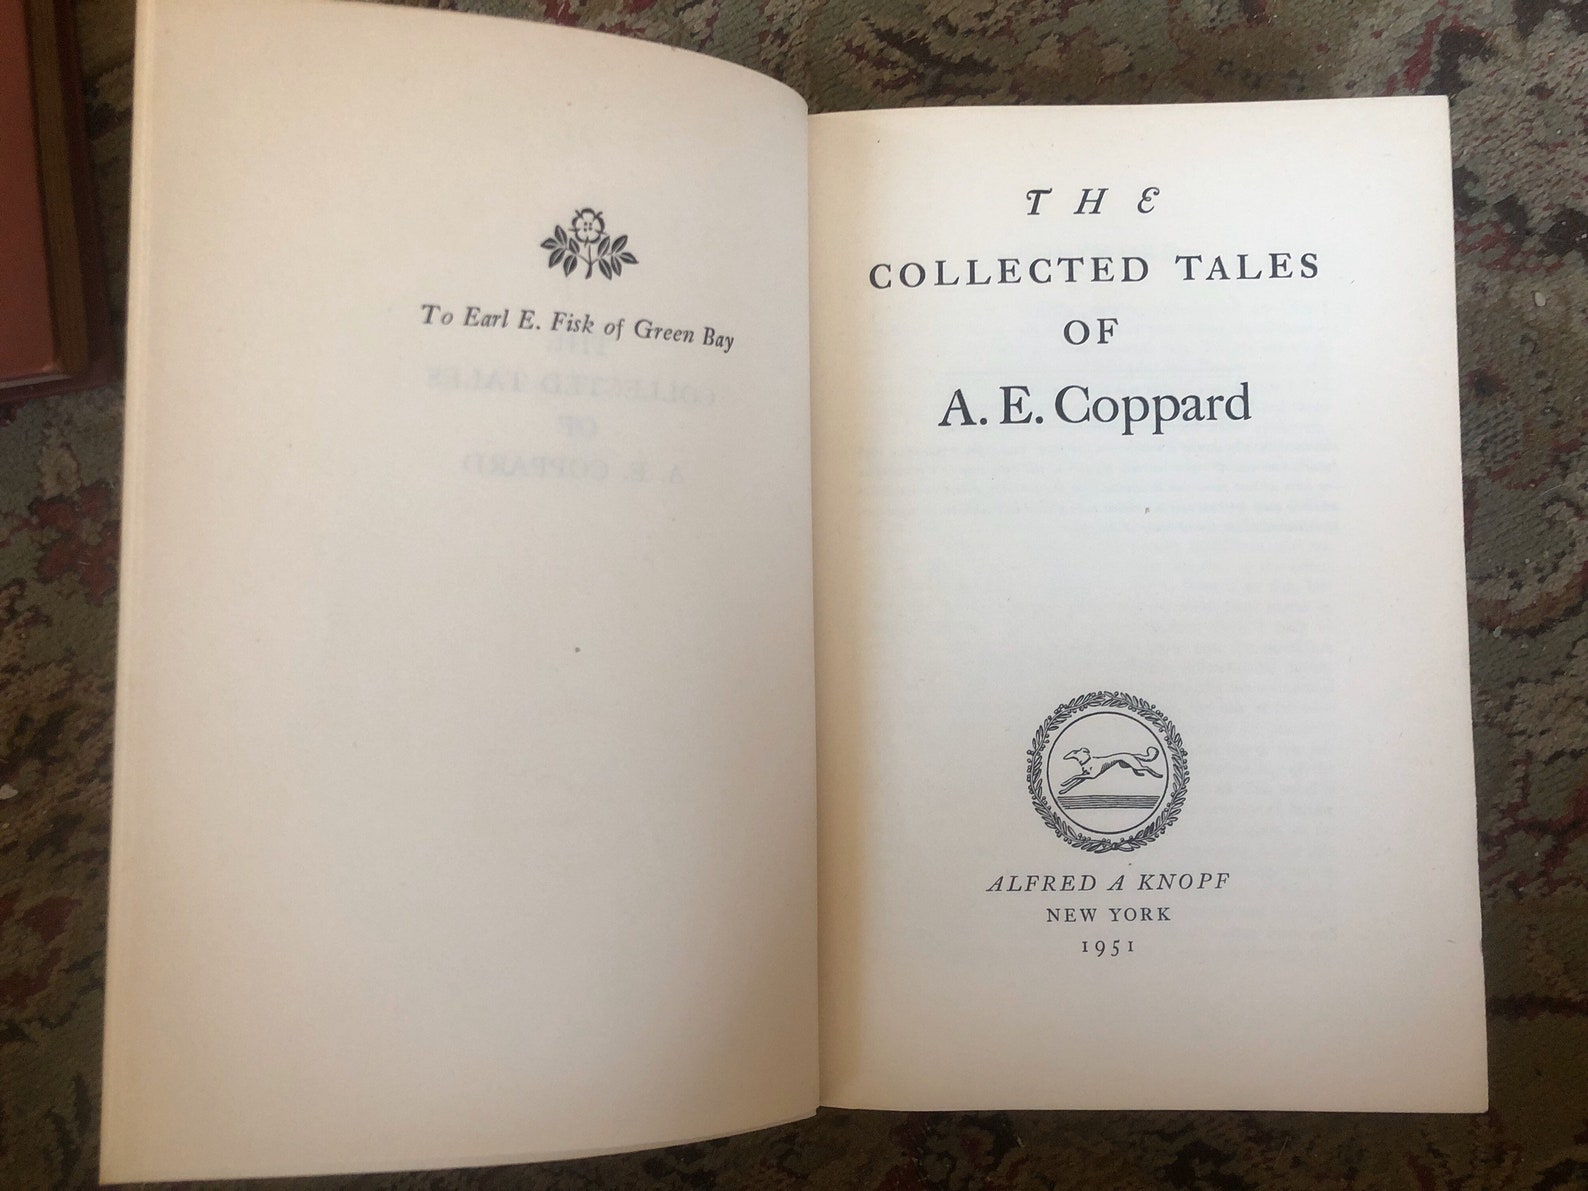 To Earl E. Fisk of Green Bay
THE
COLLECTED TALES
OF
A. E. Coppard
ALFRED A KNOPF
NEW YORK
1951